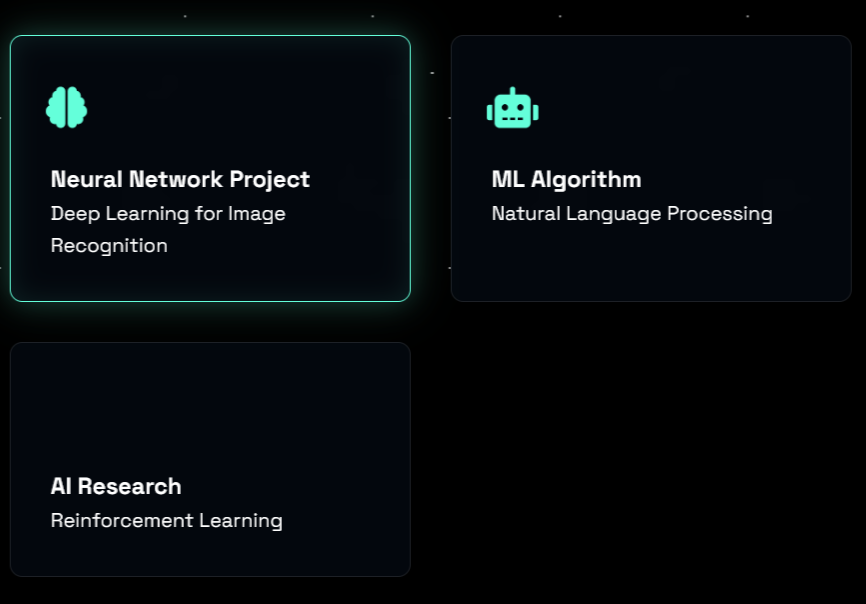 Neural Network Project
Deep Learning for Image
Recognition
ML Algorithm
Natural Language Processing
AI Research
Reinforcement Learning